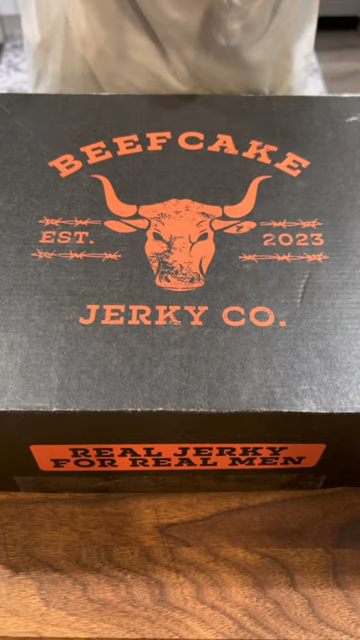 BEEFCAKE
EST. 2023
JERKY CO.
REAL JERKY
FOR REAL MEN